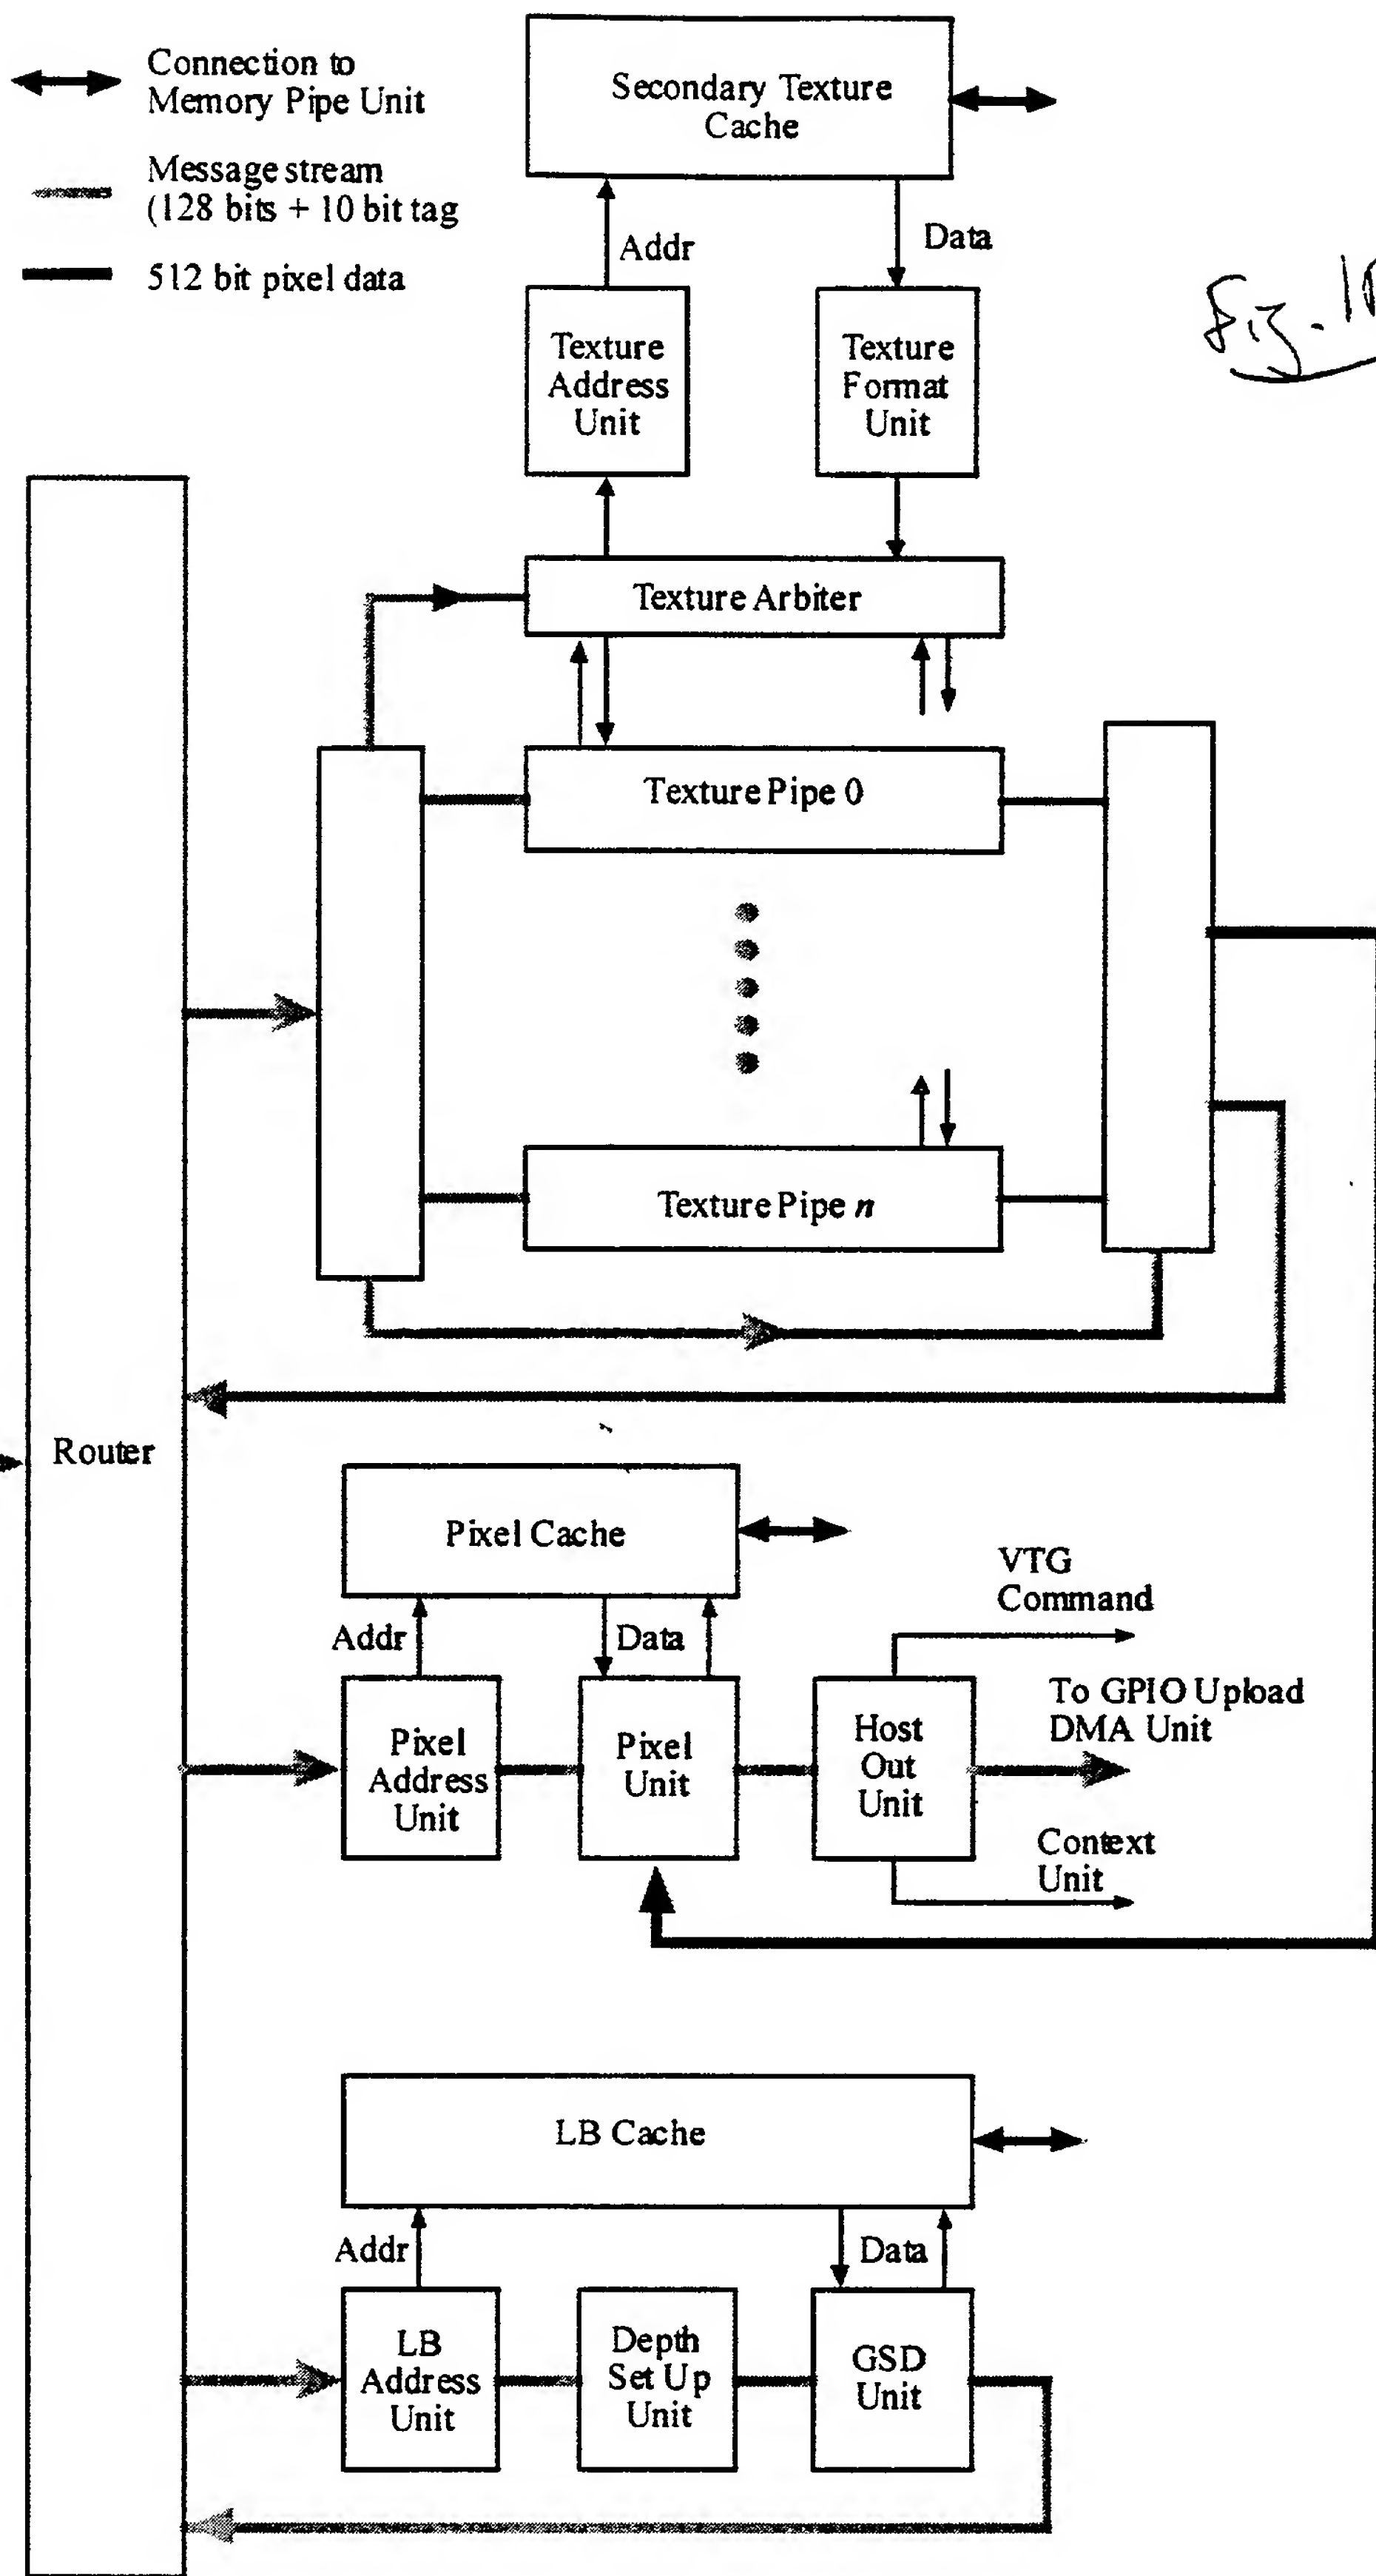 Connection to
Memory Pipe Unit
Message stream
(128 bits + 10 bit tag
512 bit pixel data
Secondary Texture
Cache
Addr
Data
Texture
Address
Unit
Texture
Format
Unit
Texture Arbiter
Texture Pipe 0
Texture Pipe n
Router
Pixel Cache
Addr
Data
Pixel
Address
Unit
Pixel
Unit
Host
Out
Unit
VTG
Command
To GPIO Upload
DMA Unit
Context
Unit
LB Cache
Addr
Data
LB
Address
Unit
Depth
Set Up
Unit
GSD
Unit
Fig.